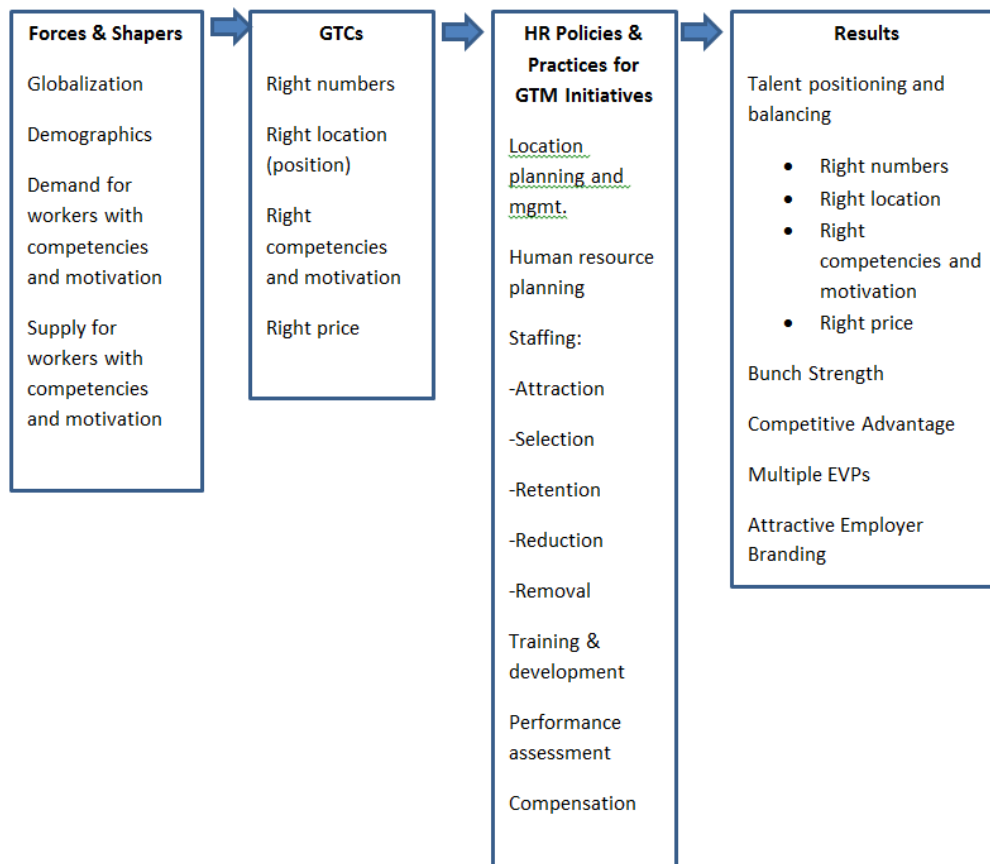 Forces & Shapers
Globalization
Demographics
Demand for
workers with
competencies
and motivation
Supply for
workers with
competencies
and motivation
GTCs
Right numbers
Right location
(position)
Right
competencies
and motivation
Right price
HR Policies &
Practices for
GTM Initiatives
Location
planning and
mgmt.
Human resource
planning
Staffing:
-Attraction
-Selection
-Retention
-Reduction
-Removal
Training &
development
Performance
assessment
Compensation
Results
Talent positioning and
balancing
• Right numbers
• Right location
• Right
competencies and
motivation
• Right price
Bunch Strength
Competitive Advantage
Multiple EVPs
Attractive Employer
Branding